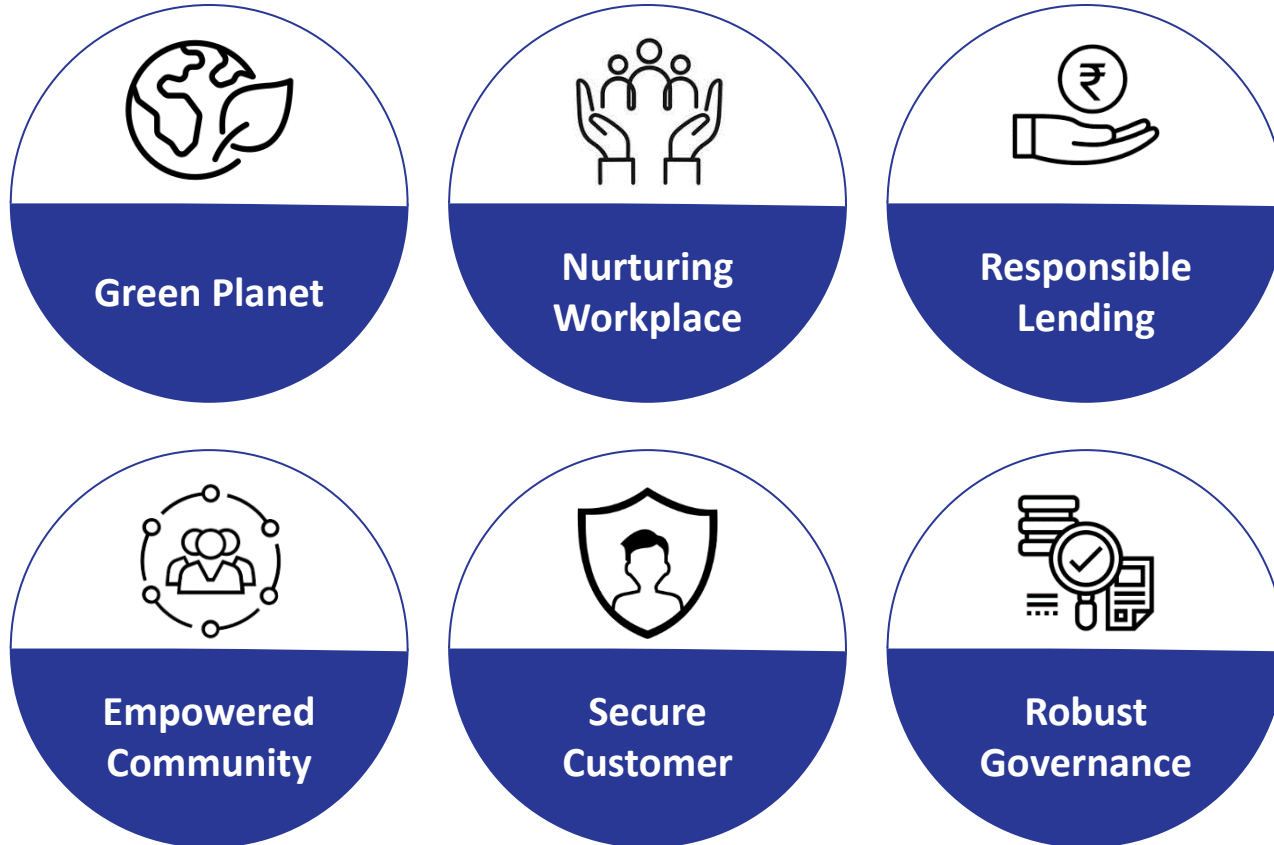 ₹
Green Planet
Nurturing
Workplace
Responsible
Lending
Empowered
Community
Secure
Customer
Robust
Governance